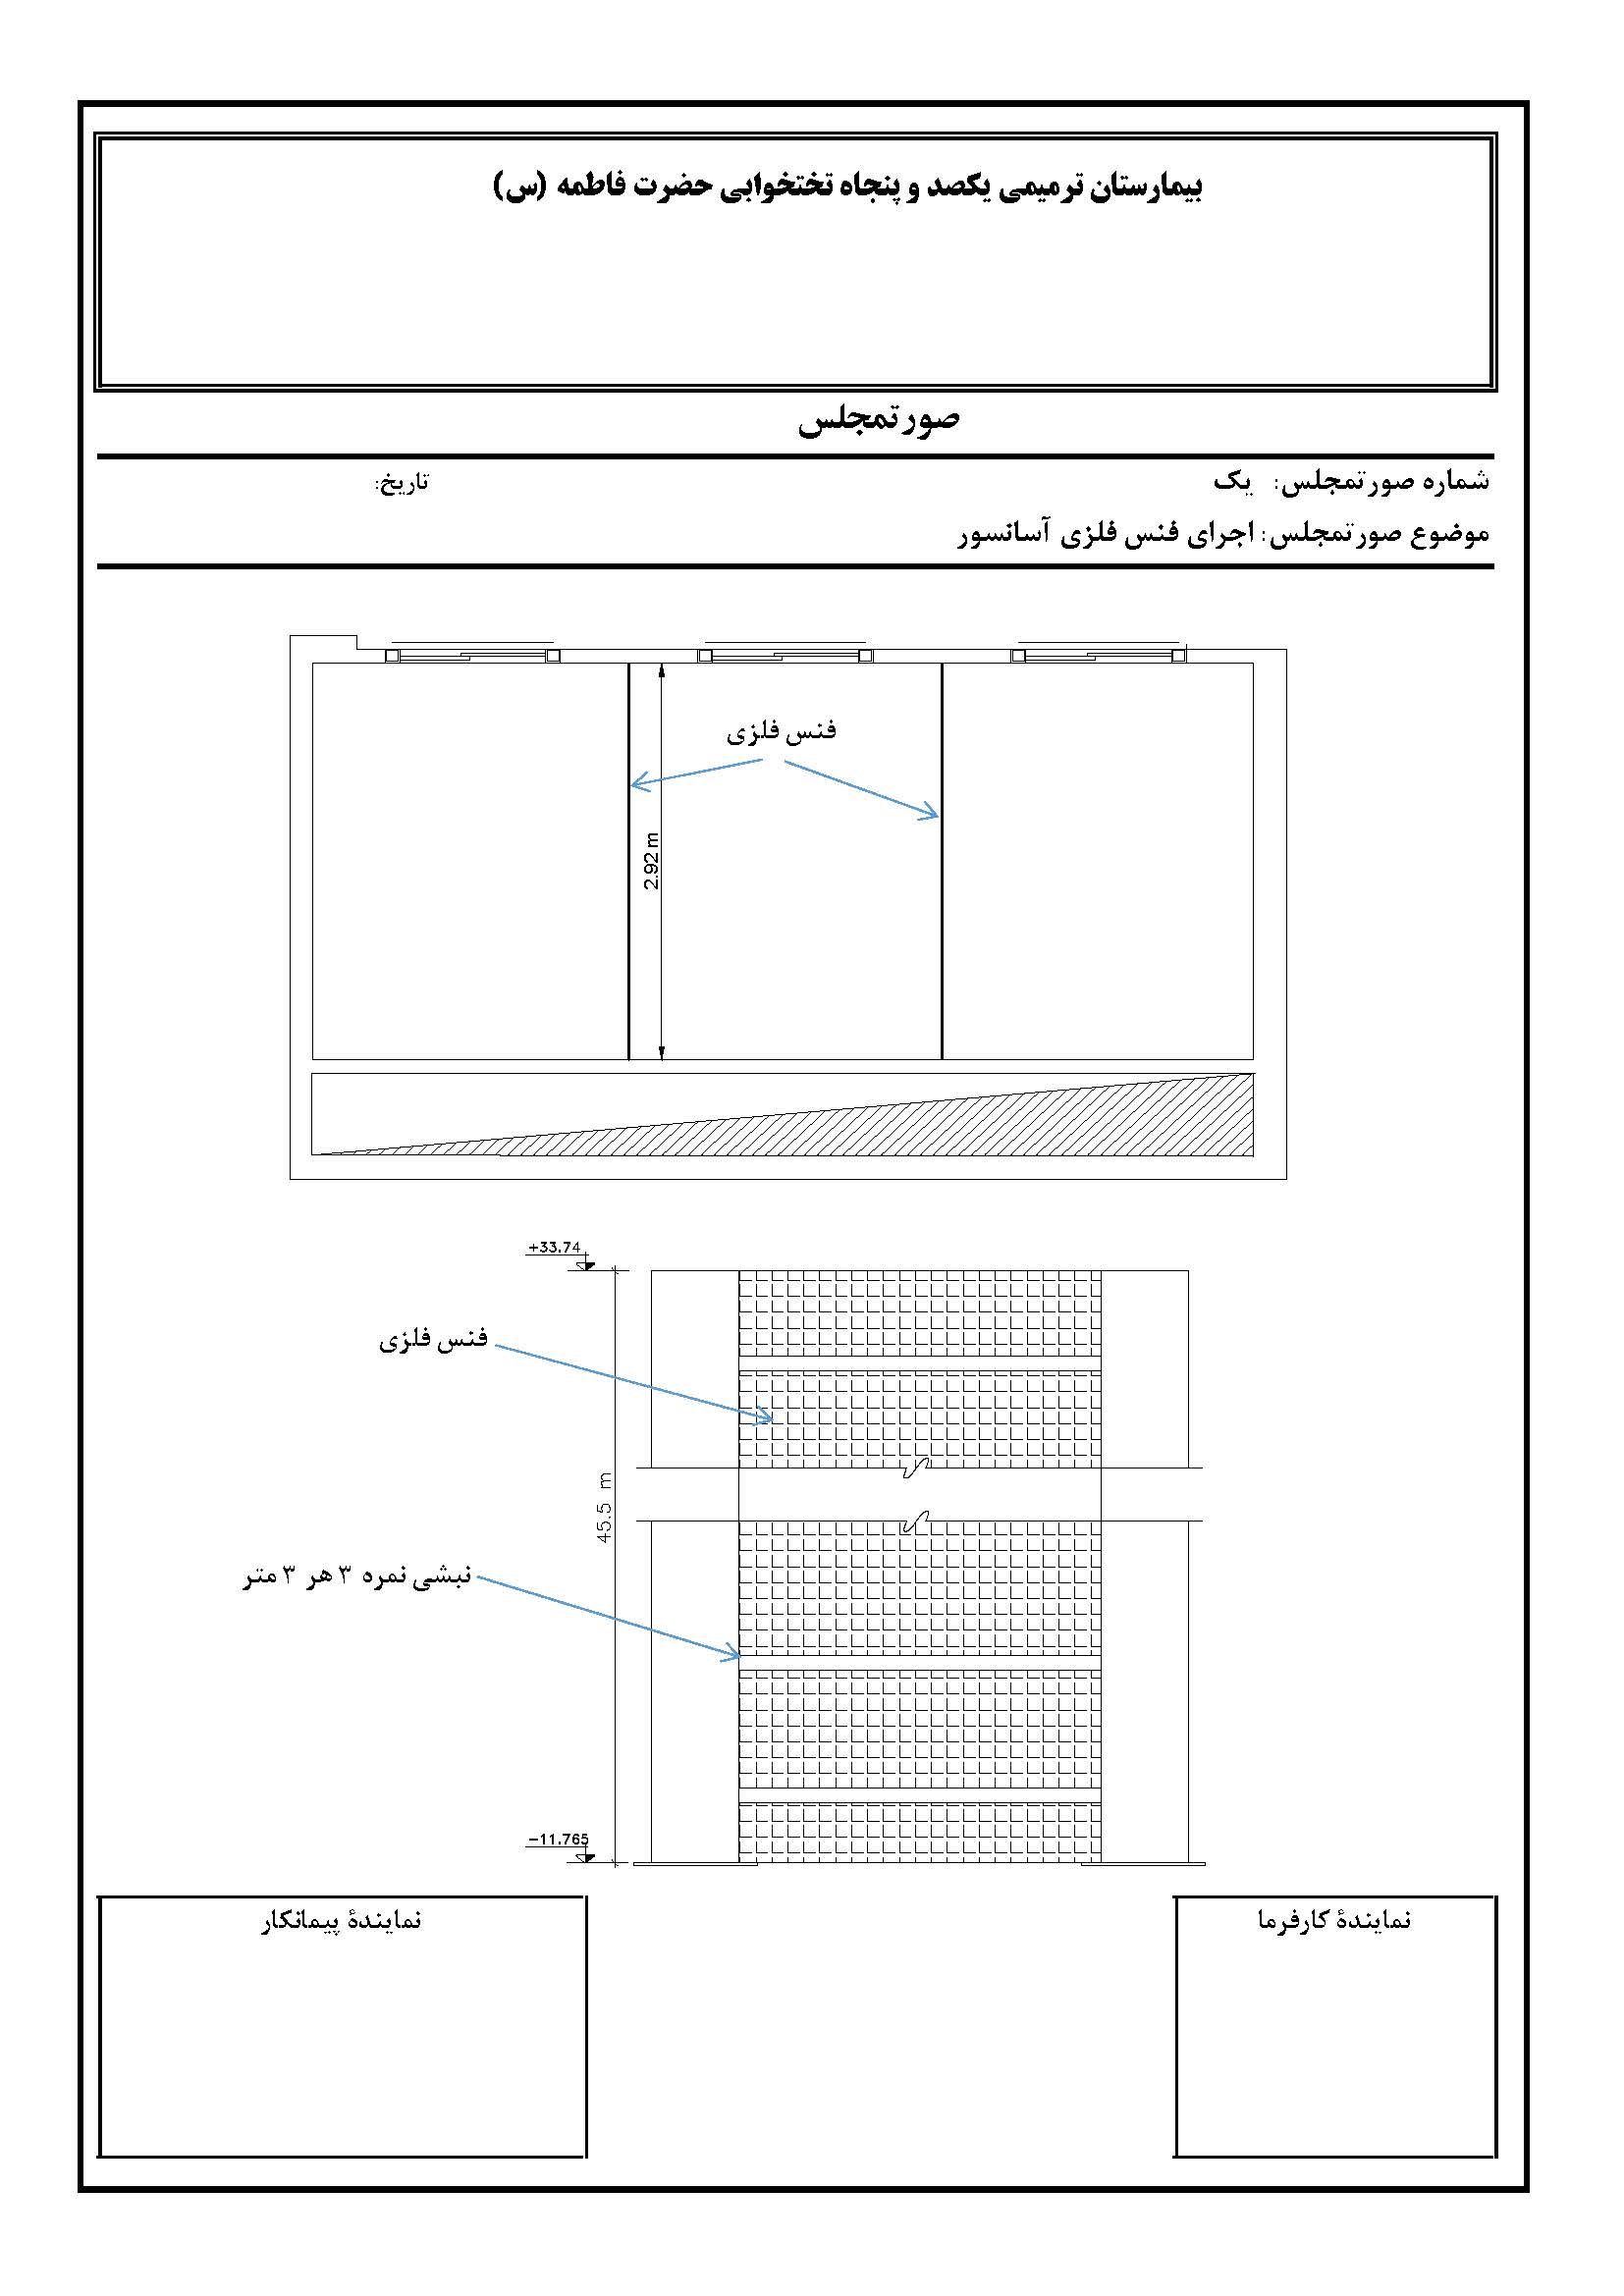 بیمارستان ترمیمی یکصد و پنجاه تختخوابی حضرت فاطمه (س)
صورتمجلس
شماره صورتمجلس: یک
تاریخ:
موضوع صورتمجلس: اجرای فنس فلزی آسانسور
فنس فلزی
2.92 m
+33.74
فنس فلزی
45.5 m
نبشی نمره ۳ هر ۳ متر
-11.765
نمایندهٔ کارفرما
نمایندهٔ پیمانکار